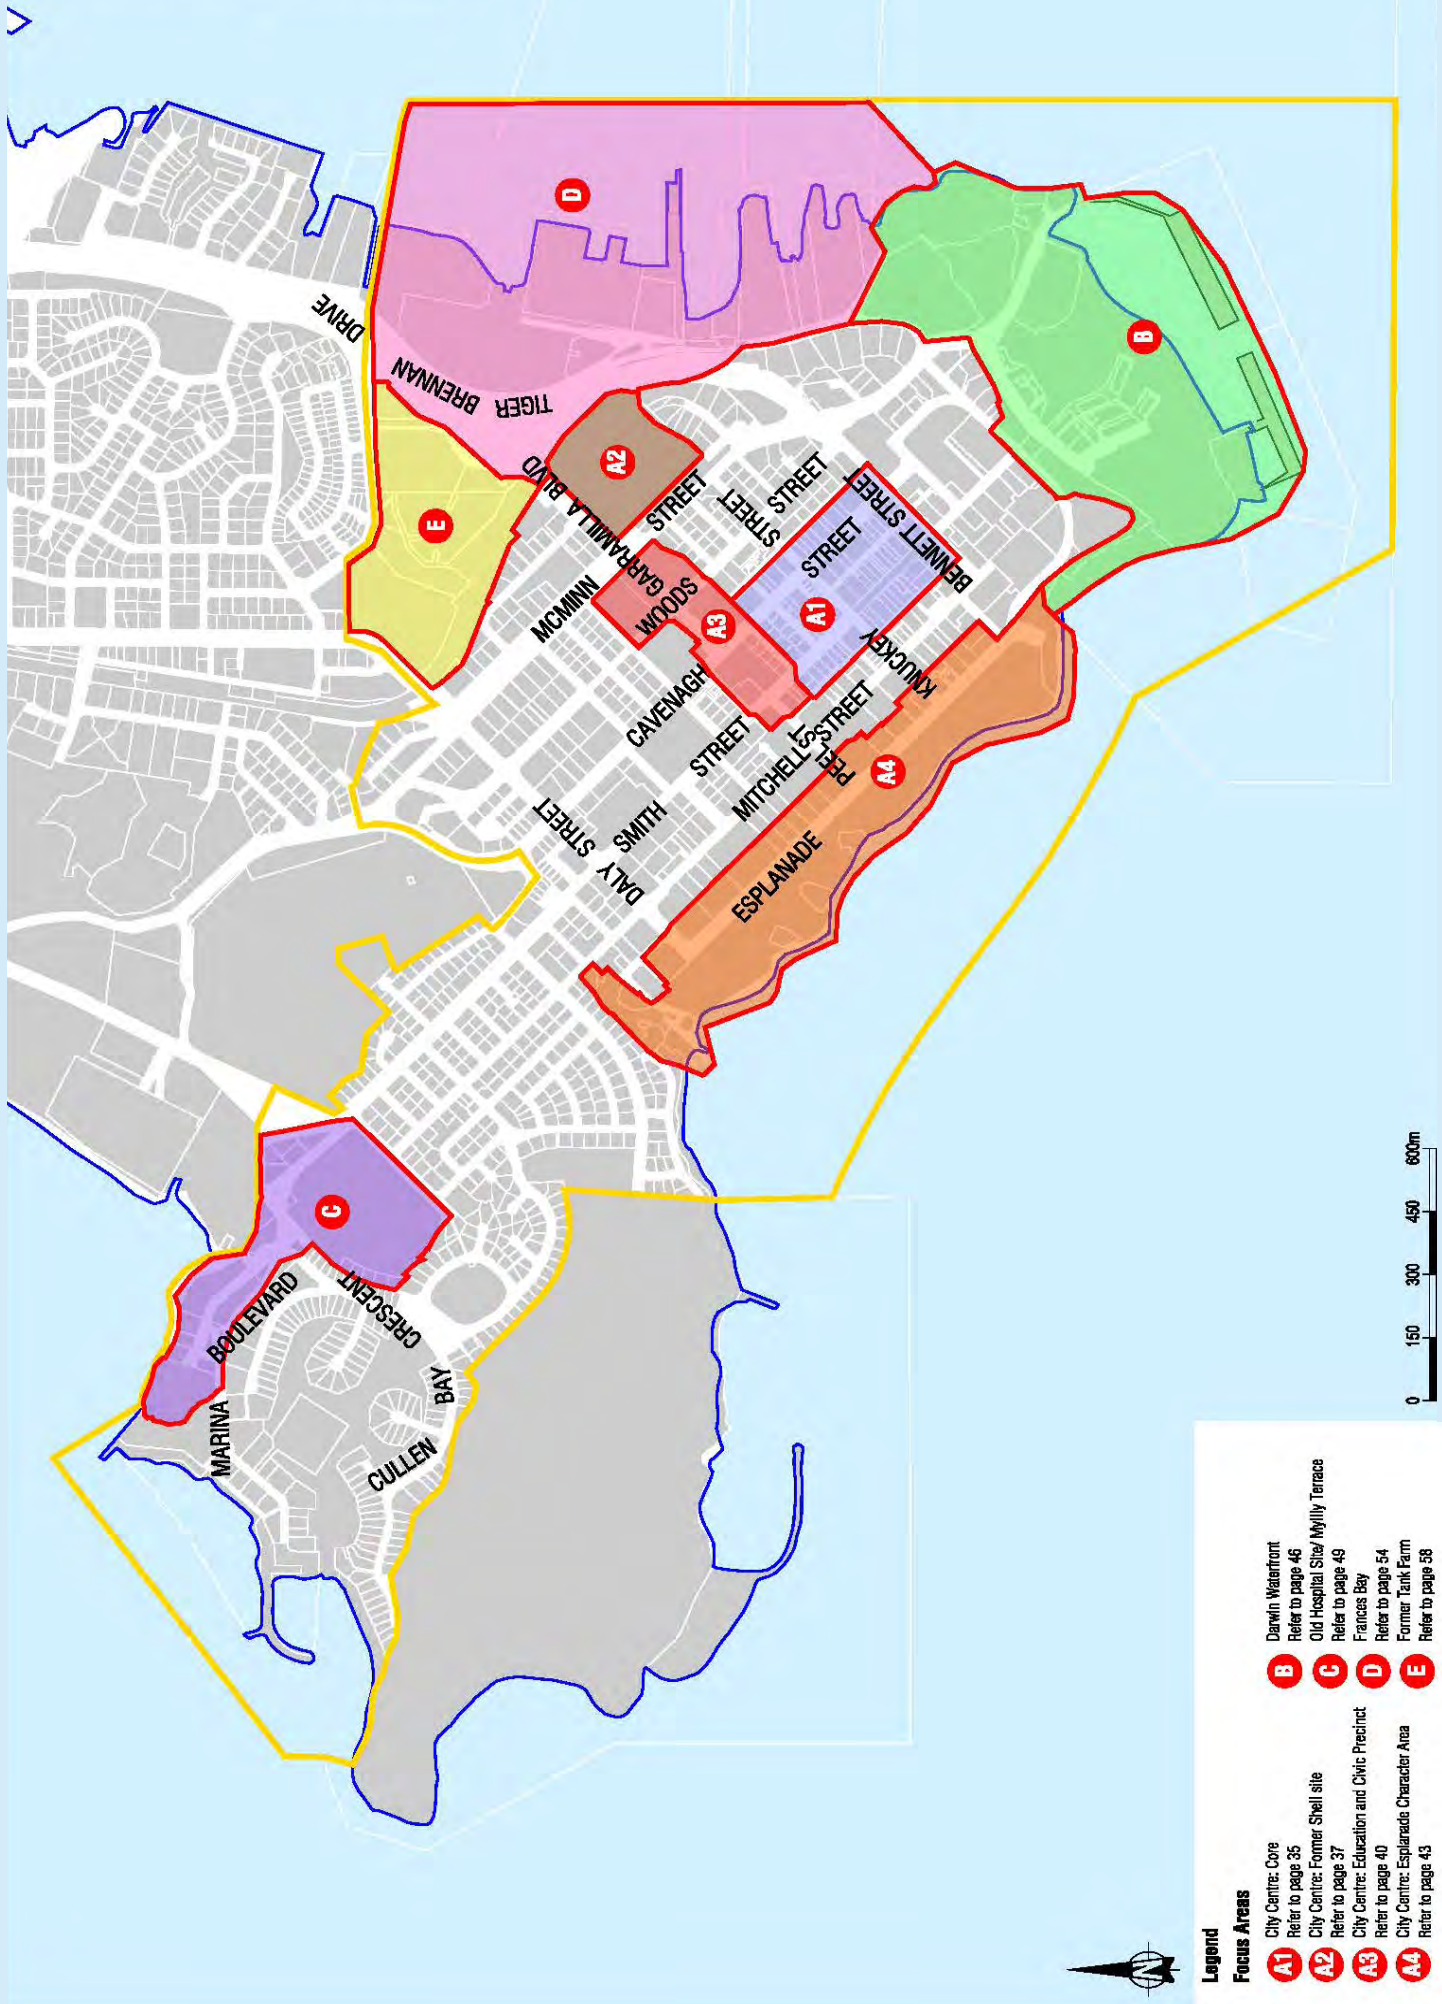 DRIVE
BRENNAN
TIGER
GARRAMILLA BLVD
MCMINN
STREET
WOODS
STREET
STREET
CAVENAGH
STREET
BENNETT STREET
STREET
SMITH
DALY
STREET
KNUCKEY
MITCHELL
STREET
PEEL
ST
ESPLANADE
BOULEVARD
MARINA
CRESCENT
BAY
CULLEN
E
D
B
C
A1
A2
A3
A4
0 150 300 450 600m
N
Legend
Focus Areas
A1 City Centre: Core
Refer to page 35
A2 City Centre: Former Shell site
Refer to page 37
A3 City Centre: Education and Civic Precinct
Refer to page 40
A4 City Centre: Esplanade Character Area
Refer to page 43
B Darwin Waterfront
Refer to page 46
C Old Hospital Site/ Myilly Terrace
Refer to page 49
D Frances Bay
Refer to page 54
E Former Tank Farm
Refer to page 58